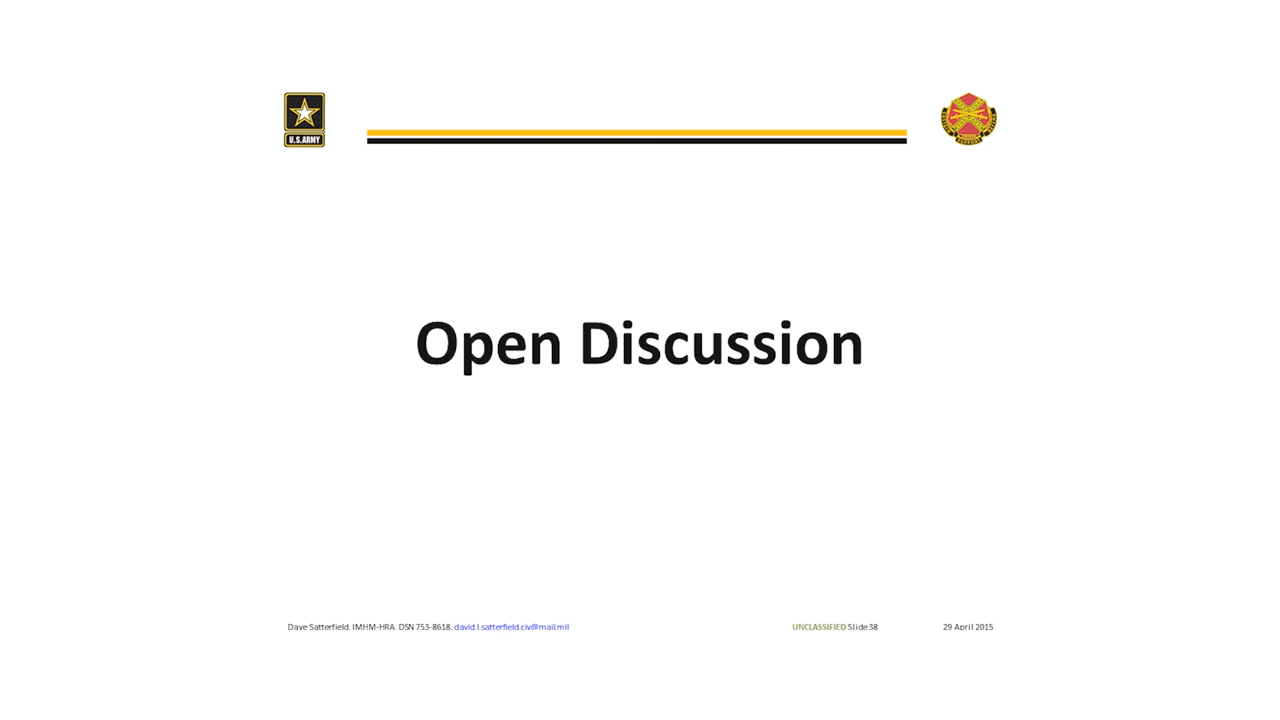 U.S.ARMY
SUPPORT
Open Discussion
Dave Satterfield. IMHM-HRA. DSN 753-8618. david.l.satterfield.civ@mail.mil
UNCLASSIFIED Slide 38
29 April 2015